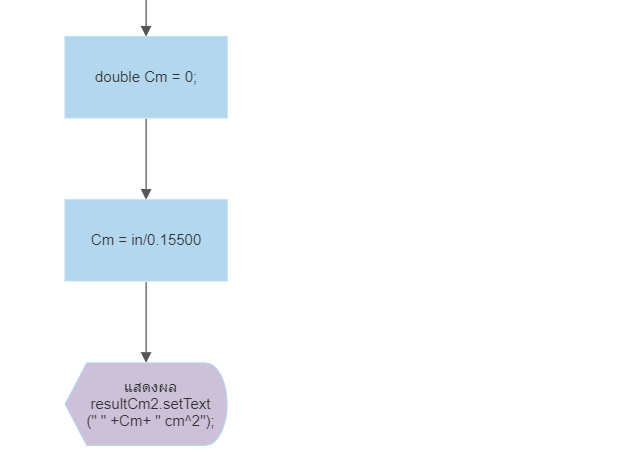 double Cm = 0;
Cm = in/0.15500
แสดงผล
resultCm2.setText
(" " +Cm+ " cm^2");